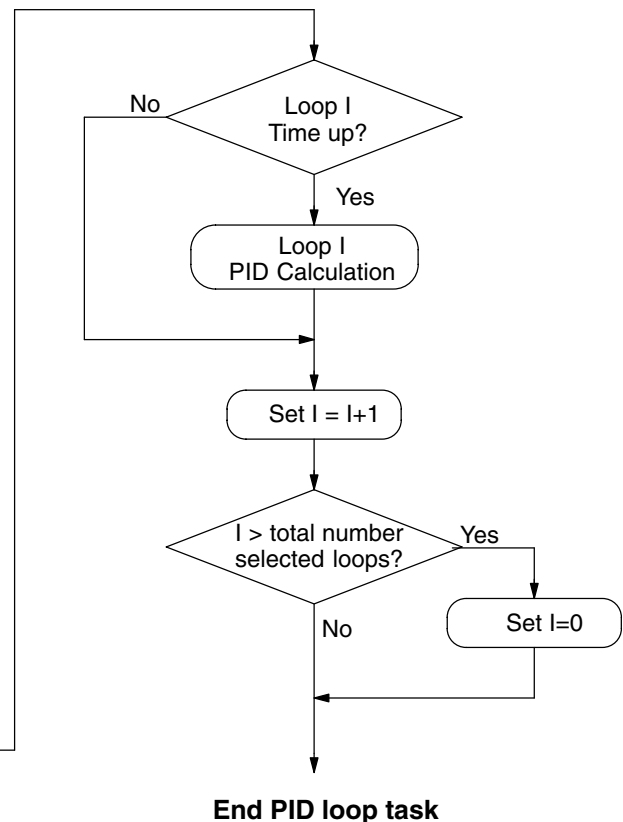 No
Loop I
Time up?
Yes
Loop I
PID Calculation
Set I = I+1
I > total number
selected loops?
Yes
No
Set I=0
End PID loop task